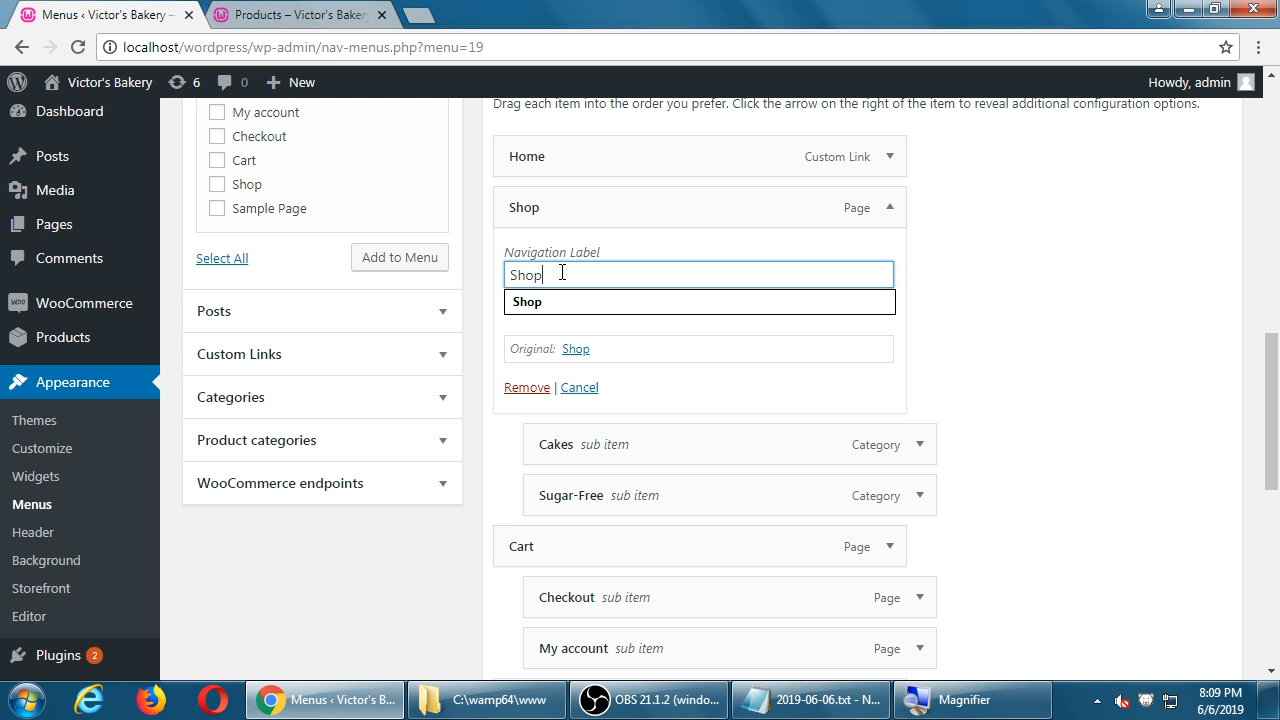 Menus ‹ Victor's Bakery –
Products – Victor's Bakery
localhost/wordpress/wp-admin/nav-menus.php?menu=19
Victor's Bakery
6
0
New
Howdy, admin
Dashboard
Posts
Media
Pages
Comments
WooCommerce
Products
Appearance
Themes
Customize
Widgets
Menus
Header
Background
Storefront
Editor
Plugins 2
My account
Checkout
Cart
Shop
Sample Page
Select All
Add to Menu
Posts
Custom Links
Categories
Product categories
WooCommerce endpoints
Drag each item into the order you prefer. Click the arrow on the right of the item to reveal additional configuration options.
Home Custom Link
Shop Page
Navigation Label
Shop
Shop
Original: Shop
Remove | Cancel
Cakes sub item Category
Sugar-Free sub item Category
Cart Page
Checkout sub item Page
My account sub item Page
Menus ‹ Victor's B...
C:\wamp64\www
OBS 21.1.2 (windo...
2019-06-06.txt - N...
Magnifier
8:09 PM
6/6/2019